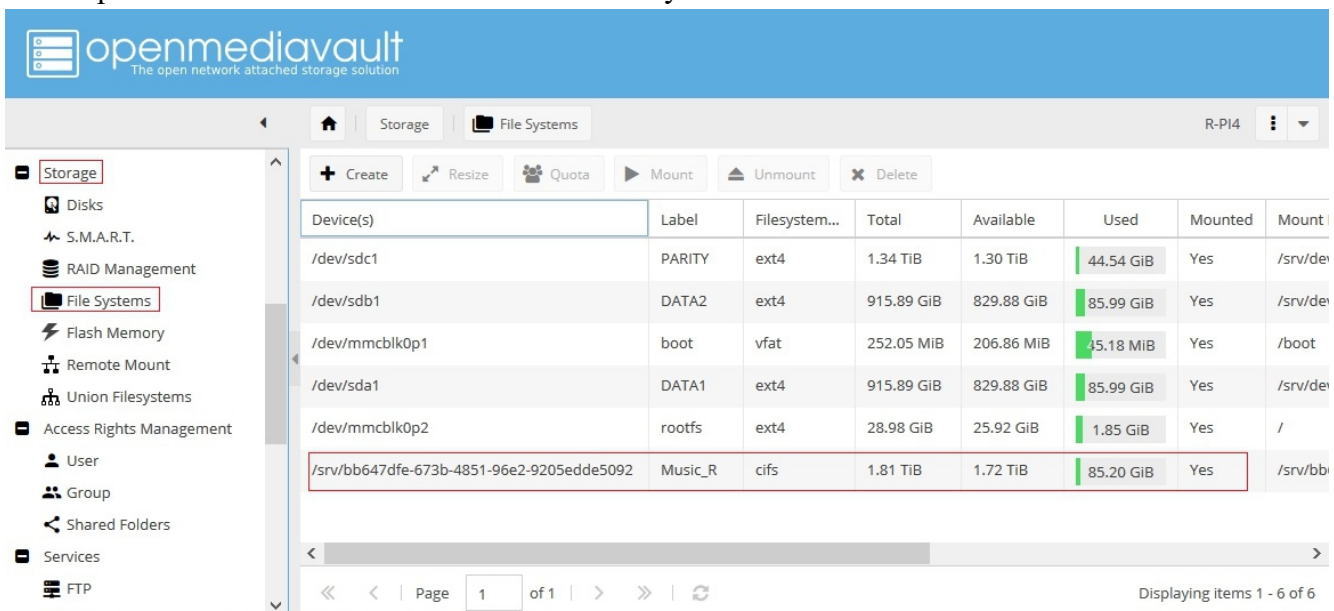 openmediavault
The open network attached storage solution
Storage File Systems R-PI4
Storage
Disks
S.M.A.R.T.
RAID Management
File Systems
Flash Memory
Remote Mount
Union Filesystems
Access Rights Management
User
Group
Shared Folders
Services
FTP
Create Resize Quota Mount Unmount Delete
Device(s) Label Filesystem... Total Available Used Mounted Mount
/dev/sdc1 PARITY ext4 1.34 TiB 1.30 TiB 44.54 GiB Yes /srv/dev
/dev/sdb1 DATA2 ext4 915.89 GiB 829.88 GiB 85.99 GiB Yes /srv/dev
/dev/mmcblk0p1 boot vfat 252.05 MiB 206.86 MiB 45.18 MiB Yes /boot
/dev/sda1 DATA1 ext4 915.89 GiB 829.88 GiB 85.99 GiB Yes /srv/dev
/dev/mmcblk0p2 rootfs ext4 28.98 GiB 25.92 GiB 1.85 GiB Yes /
/srv/bb647dfe-673b-4851-96e2-9205edde5092 Music_R cifs 1.81 TiB 1.72 TiB 85.20 GiB Yes /srv/bb
Page 1 of 1 Displaying items 1 - 6 of 6